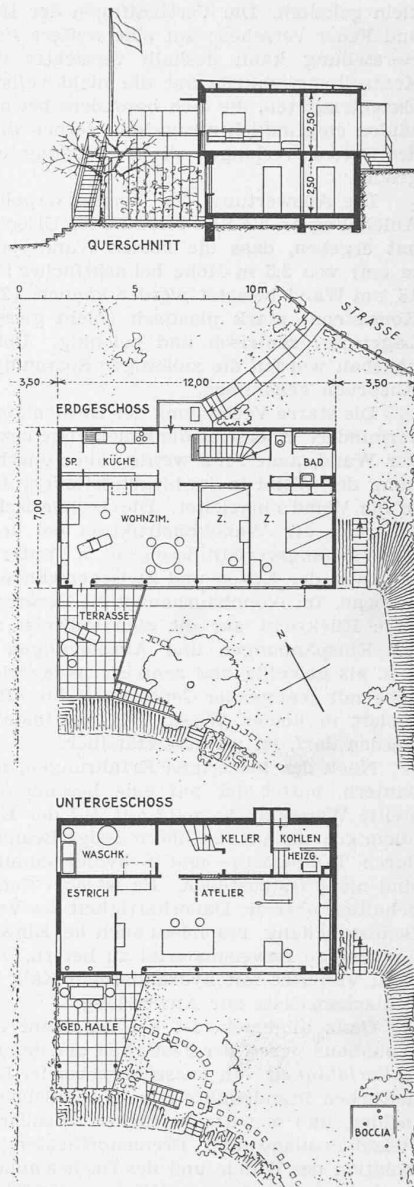 2,50
2,50
QUERSCHNITT
0 5 10 m
STRASSE
3,50 12,00 3,50
ERDGESCHOSS
7,00
SP. KÜCHE BAD
WOHNZIM. Z. Z.
TERRASSE
N
UNTERGESCHOSS
WASCHK. KELLER KOHLEN
HEIZG.
ESTRICH ATELIER
GED. HALLE
BOCCIA